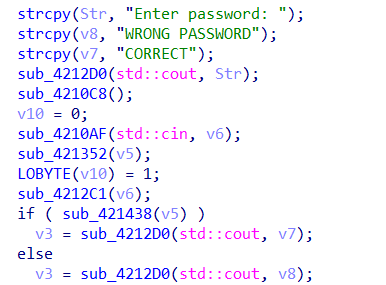 strcpy(Str, "Enter password: ");
strcpy(v8, "WRONG PASSWORD");
strcpy(v7, "CORRECT");
sub_4212D0(std::cout, Str);
sub_4210C8();
v10 = 0;
sub_4210AF(std::cin, v6);
sub_421352(v5);
LOBYTE(v10) = 1;
sub_4212C1(v6);
if ( sub_421438(v5) )
v3 = sub_4212D0(std::cout, v7);
else
v3 = sub_4212D0(std::cout, v8);